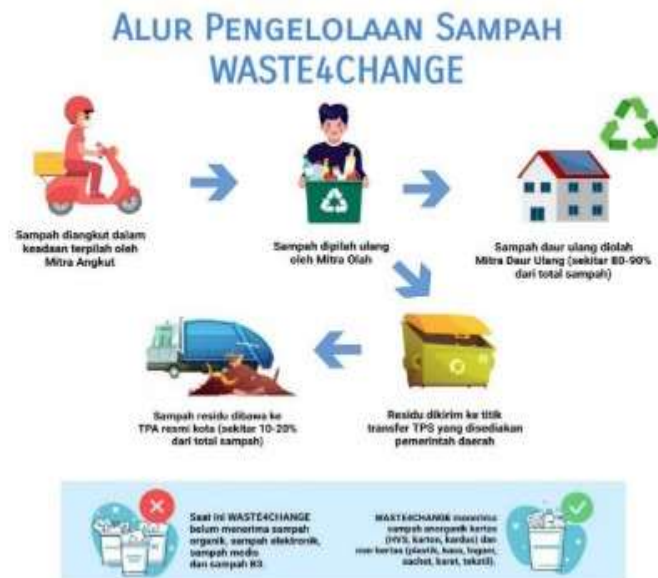 ALUR PENGELOLAAN SAMPAH
WASTE4CHANGE
Sampah diangkut dalam
keadaan terpilah oleh
Mitra Angkut
Sampah dipilah ulang
oleh Mitra Olah
Sampah daur ulang diolah
Mitra Daur Ulang (sekitar 80-90%
dari total sampah)
Sampah residu dibawa ke
TPA resmi kota (sekitar 10-20%
dari total sampah)
Residu dikirim ke titik
transfer TPS yang disediakan
pemerintah daerah
Saat ini WASTE4CHANGE
belum menerima sampah
organik, sampah elektronik,
sampah medis
dan sampah B3.
WASTE4CHANGE menerima
sampah anorganik kertas
(HVS, karton, kardus) dan
non kertas (plastik, kaca, logam,
sachet, karet, tekstil).